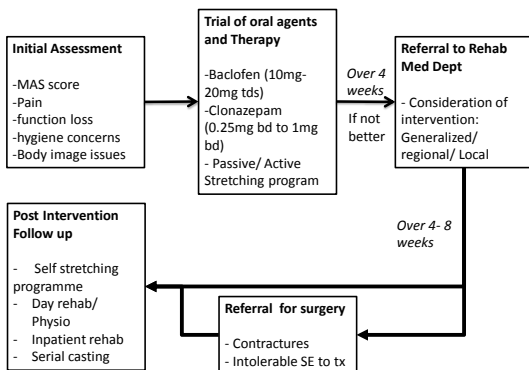 Initial Assessment
-MAS score
-Pain
-function loss
-hygiene concerns
-Body image issues
Trial of oral agents
and Therapy
-Baclofen (10mg-
20mg tds)
-Clonazepam
(0.25mg bd to 1mg
bd)
- Passive/ Active
Stretching program
Over 4
weeks
If not
better
Referral to Rehab
Med Dept
- Consideration of
intervention:
Generalized/
regional/ Local
Over 4- 8
weeks
Referral for surgery
- Contractures
- Intolerable SE to tx
Post Intervention
Follow up
- Self stretching
programme
- Day rehab/
Physio
- Inpatient rehab
- Serial casting